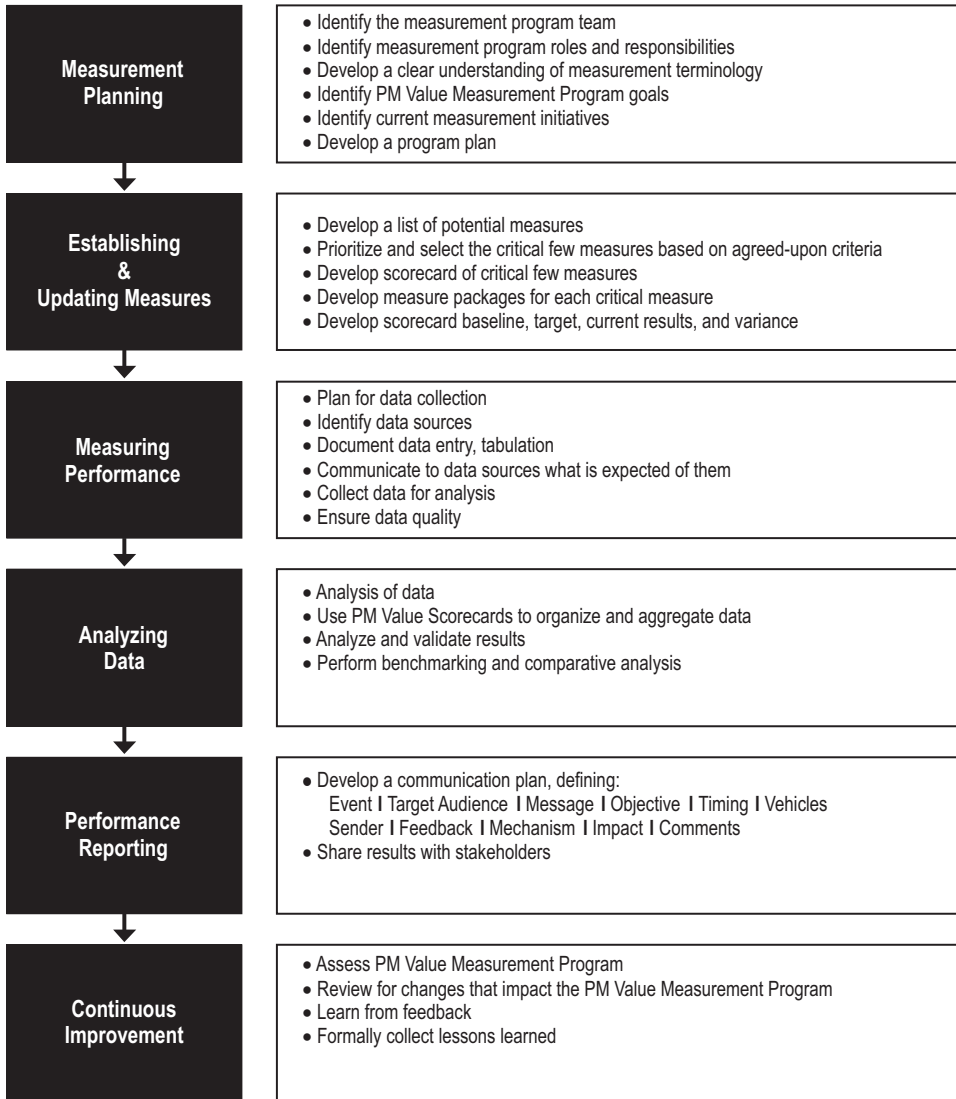 Measurement
Planning
• Identify the measurement program team
• Identify measurement program roles and responsibilities
• Develop a clear understanding of measurement terminology
• Identify PM Value Measurement Program goals
• Identify current measurement initiatives
• Develop a program plan
Establishing
&
Updating Measures
• Develop a list of potential measures
• Prioritize and select the critical few measures based on agreed-upon criteria
• Develop scorecard of critical few measures
• Develop measure packages for each critical measure
• Develop scorecard baseline, target, current results, and variance
Measuring
Performance
• Plan for data collection
• Identify data sources
• Document data entry, tabulation
• Communicate to data sources what is expected of them
• Collect data for analysis
• Ensure data quality
Analyzing
Data
• Analysis of data
• Use PM Value Scorecards to organize and aggregate data
• Analyze and validate results
• Perform benchmarking and comparative analysis
Performance
Reporting
• Develop a communication plan, defining:
Event I Target Audience I Message I Objective I Timing I Vehicles
Sender I Feedback I Mechanism I Impact I Comments
• Share results with stakeholders
Continuous
Improvement
• Assess PM Value Measurement Program
• Review for changes that impact the PM Value Measurement Program
• Learn from feedback
• Formally collect lessons learned